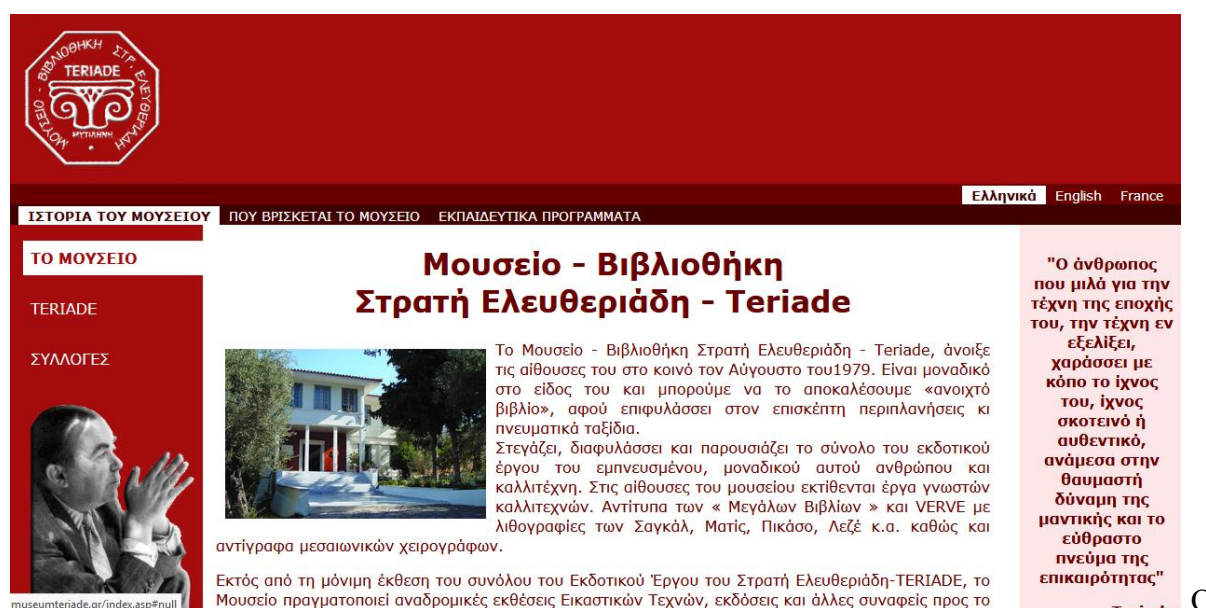 ΜΟΥΣΕΙΟ - ΒΙΒΛΙΟΘΗΚΗ ΣΤΡ. ΕΛΕΥΘΕΡΙΑΔΗ
TERIADE
ΜΥΤΙΛΗΝΗ
Ελληνικά English France
ΙΣΤΟΡΙΑ ΤΟΥ ΜΟΥΣΕΙΟΥ ΠΟΥ ΒΡΙΣΚΕΤΑΙ ΤΟ ΜΟΥΣΕΙΟ ΕΚΠΑΙΔΕΥΤΙΚΑ ΠΡΟΓΡΑΜΜΑΤΑ
ΤΟ ΜΟΥΣΕΙΟ
TERIADE
ΣΥΛΛΟΓΕΣ
Μουσείο - Βιβλιοθήκη
Στρατή Ελευθεριάδη - Teriade
Το Μουσείο - Βιβλιοθήκη Στρατή Ελευθεριάδη - Teriade, άνοιξε
τις αίθουσες του στο κοινό τον Αύγουστο του1979. Είναι μοναδικό
στο είδος του και μπορούμε να το αποκαλέσουμε «ανοιχτό
βιβλίο», αφού επιφυλάσσει στον επισκέπτη περιπλανήσεις κι
πνευματικά ταξίδια.
Στεγάζει, διαφυλάσσει και παρουσιάζει το σύνολο του εκδοτικού
έργου του εμπνευσμένου, μοναδικού αυτού ανθρώπου και
καλλιτέχνη. Στις αίθουσες του μουσείου εκτίθενται έργα γνωστών
καλλιτεχνών. Αντίτυπα των « Μεγάλων Βιβλίων » και VERVE με
λιθογραφίες των Σαγκάλ, Ματίς, Πικάσο, Λεζέ κ.α. καθώς και
αντίγραφα μεσαιωνικών χειρογράφων.
Εκτός από τη μόνιμη έκθεση του συνόλου του Εκδοτικού Έργου του Στρατή Ελευθεριάδη-TERIADE, το
Μουσείο πραγματοποιεί αναδρομικές εκθέσεις Εικαστικών Τεχνών, εκδόσεις και άλλες συναφείς προς το
"Ο άνθρωπος
που μιλά για την
τέχνη της εποχής
του, την τέχνη εν
εξελίξει,
χαράσσει με
κόπο το ίχνος
του, ίχνος
σκοτεινό ή
αυθεντικό,
ανάμεσα στην
θαυμαστή
δύναμη της
μαντικής και το
εύθραστο
πνεύμα της
επικαιρότητας"
museumteriade.gr/index.asp#null